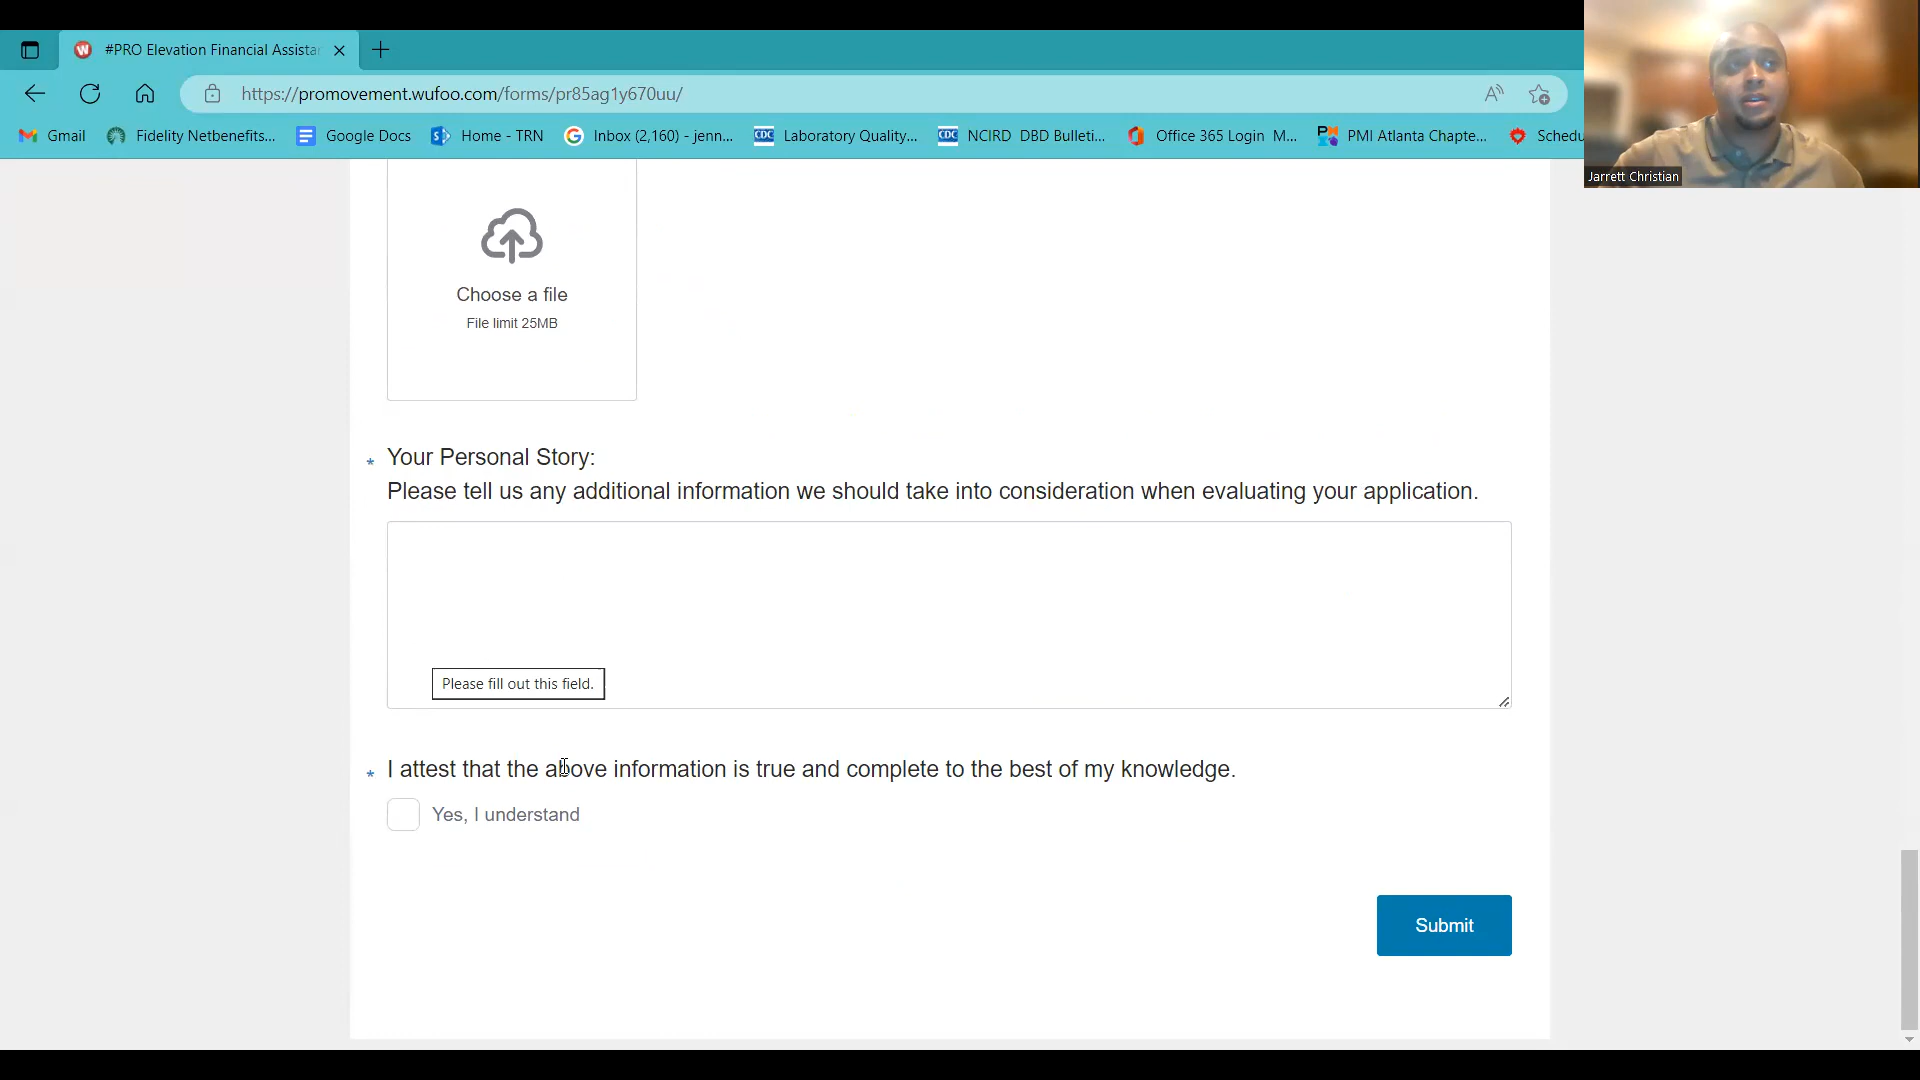 #PRO Elevation Financial Assista
https://promovement.wufoo.com/forms/pr85ag1y670uu/
Gmail
Fidelity Netbenefits...
Google Docs
Home - TRN
Inbox (2,160) - jenn...
CDC
Laboratory Quality...
CDC
NCIRD DBD Bulleti...
Office 365 Login M...
PMI Atlanta Chapte...
Schedu
Jarrett Christian
Choose a file
File limit 25MB
* Your Personal Story:
Please tell us any additional information we should take into consideration when evaluating your application.
Please fill out this field.
* I attest that the above information is true and complete to the best of my knowledge.
Yes, I understand
Submit